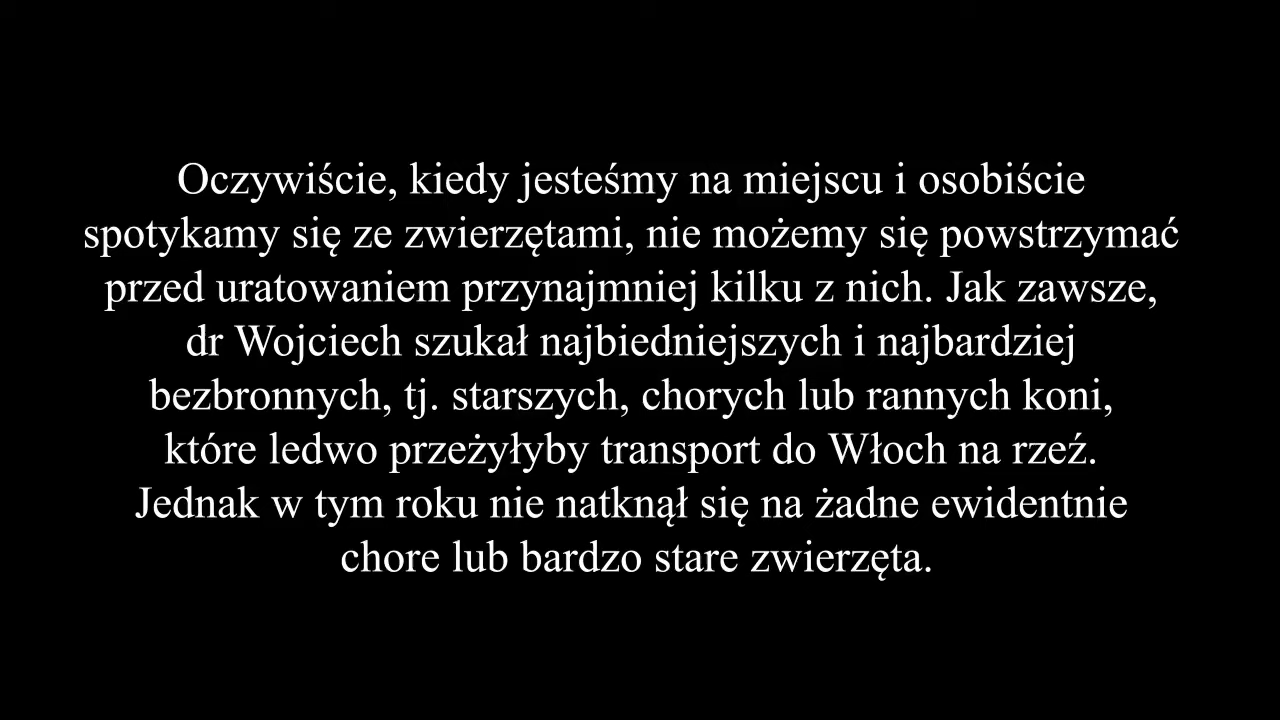 Oczywiście, kiedy jesteśmy na miejscu i osobiście
spotykamy się ze zwierzętami, nie możemy się powstrzymać
przed uratowaniem przynajmniej kilku z nich. Jak zawsze,
dr Wojciech szukał najbiedniejszych i najbardziej
bezbronnych, tj. starszych, chorych lub rannych koni,
które ledwo przeżyłyby transport do Włoch na rzeź.
Jednak w tym roku nie natknął się na żadne ewidentnie
chore lub bardzo stare zwierzęta.